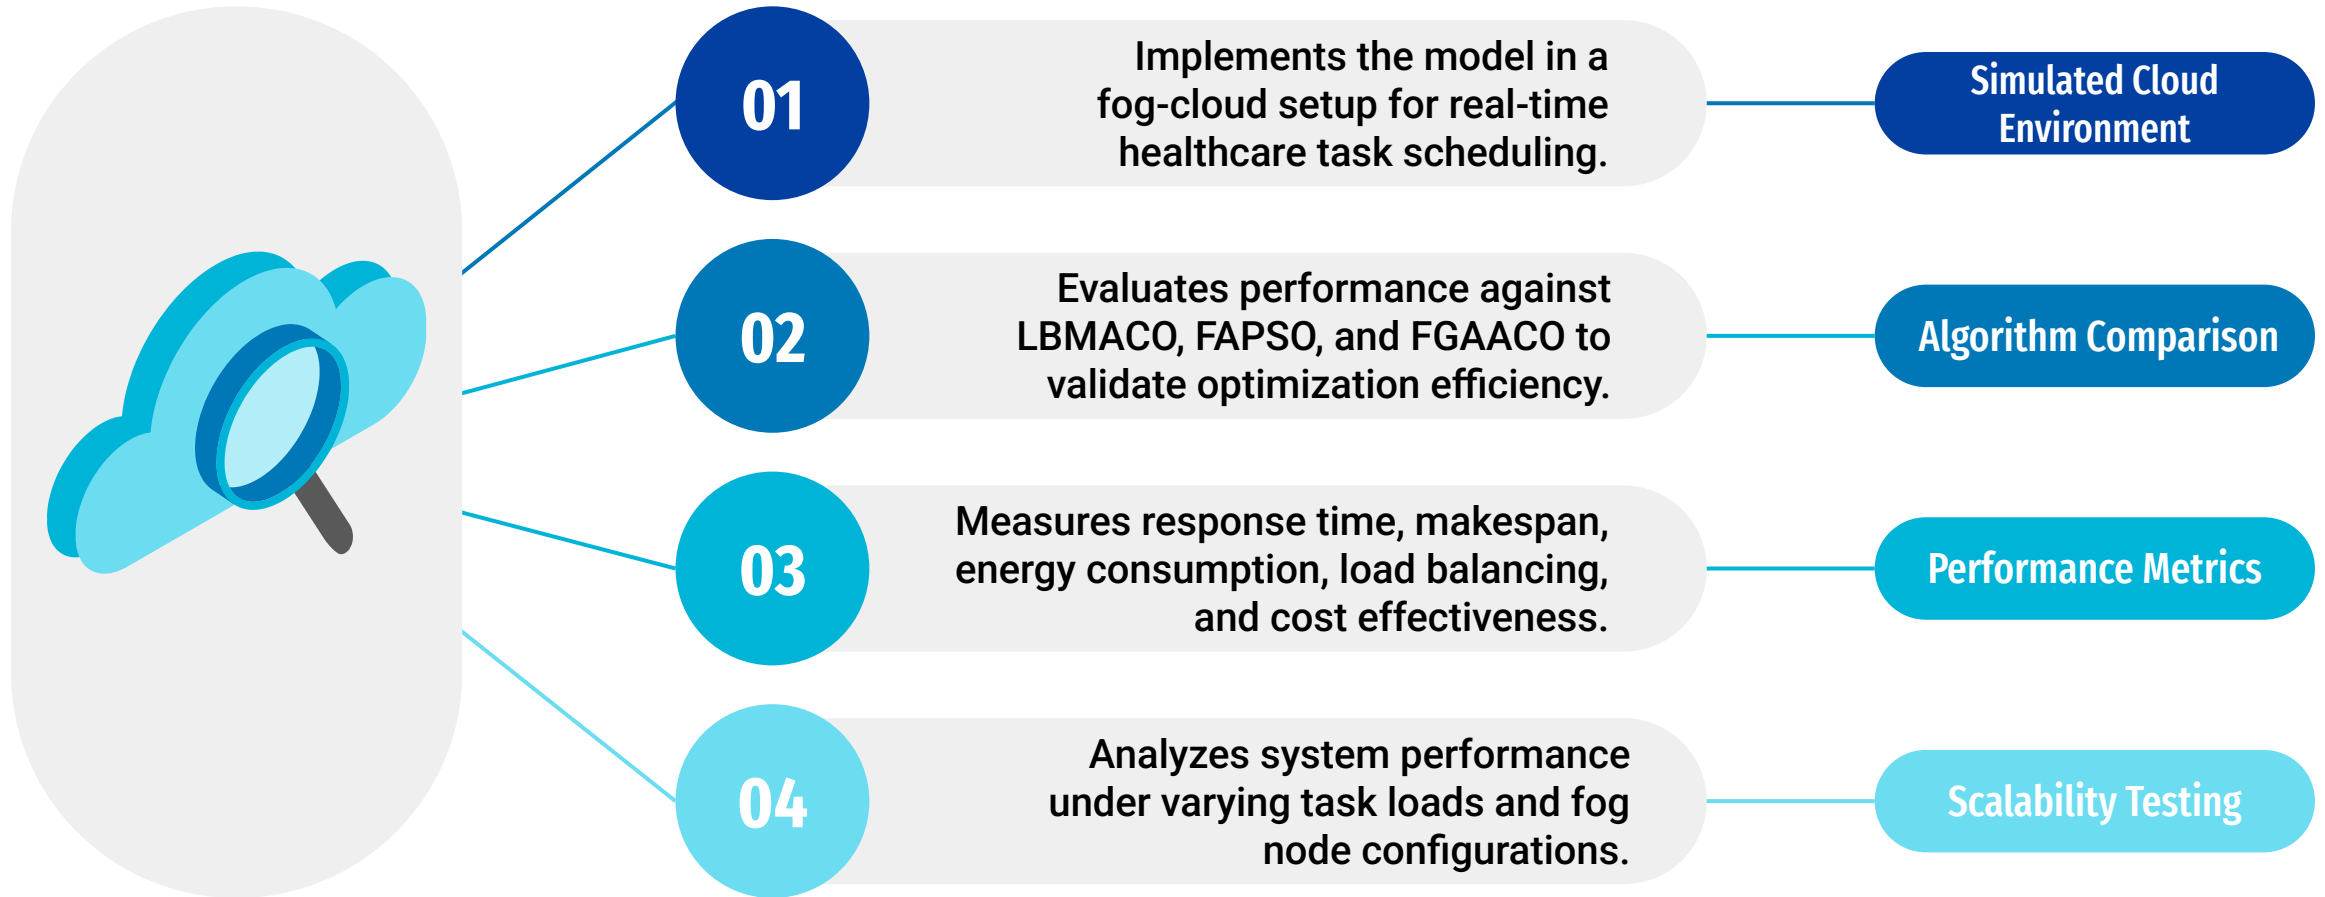 01
Implements the model in a
fog-cloud setup for real-time
healthcare task scheduling.
Simulated Cloud
Environment
02
Evaluates performance against
LBMACO, FAPSO, and FGAACO to
validate optimization efficiency.
Algorithm Comparison
03
Measures response time, makespan,
energy consumption, load balancing,
and cost effectiveness.
Performance Metrics
04
Analyzes system performance
under varying task loads and fog
node configurations.
Scalability Testing